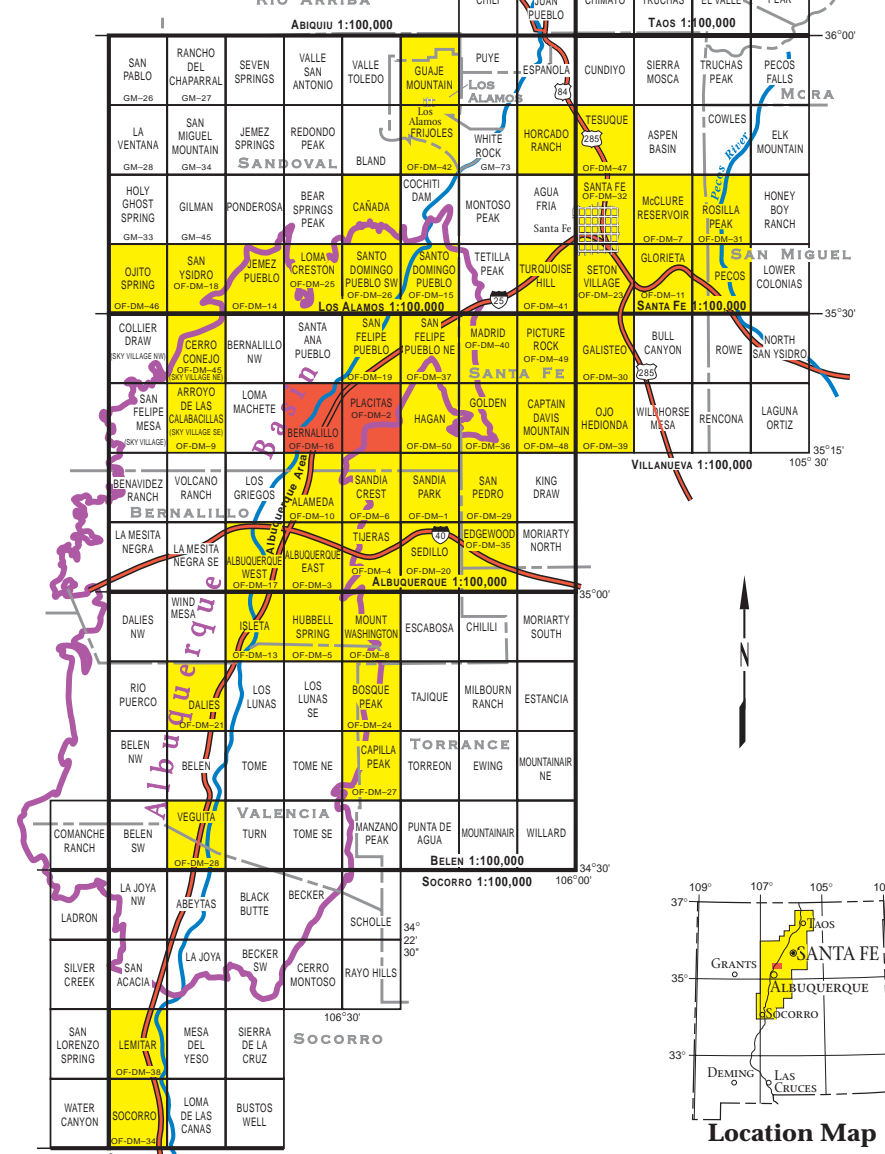 RIO ARRIBA
CHILI
JUAN
PUEBLO
CHIMAYO
TRUCHAS
EL VALLE
PEAK
ABIQUIU 1:100,000
TAOS 1:100,000
36°00'
SAN
PABLO
GM–26
RANCHO
DEL
CHAPARRAL
GM–27
SEVEN
SPRINGS
VALLE
SAN
ANTONIO
VALLE
TOLEDO
GUAJE
MOUNTAIN
PUYE
ESPANOLA
84
CUNDIYO
SIERRA
MOSCA
TRUCHAS
PEAK
PECOS
FALLS
LOS
ALAMOS
MORA
LA
VENTANA
GM–28
SAN
MIGUEL
MOUNTAIN
GM–34
JEMEZ
SPRINGS
REDONDO
PEAK
BLAND
Los
Alamos
FRIJOLES
OF-DM–42
WHITE
ROCK
GM–73
HORCADO
RANCH
TESUQUE
285
OF-DM–47
ASPEN
BASIN
COWLES
Pecos River
ELK
MOUNTAIN
SANDOVAL
HOLY
GHOST
SPRING
GM–33
GILMAN
GM–45
PONDEROSA
BEAR
SPRINGS
PEAK
CAÑADA
COCHITI
DAM
MONTOSO
PEAK
AGUA
FRIA
Santa Fe
SANTA FE
OF-DM–32
McCLURE
RESERVOIR
OF-DM–7
ROSILLA
PEAK
OF-DM–31
HONEY
BOY
RANCH
SAN MIGUEL
OJITO
SPRING
OF-DM–46
SAN
YSIDRO
OF-DM–18
JEMEZ
PUEBLO
OF-DM–14
LOMA
CRESTON
OF-DM–25
SANTO
DOMINGO
PUEBLO SW
OF-DM–26
SANTO
DOMINGO
PUEBLO
OF-DM–15
TETILLA
PEAK
25
TURQUOISE
HILL
OF-DM–41
SETON
VILLAGE
OF-DM–23
GLORIETA
OF-DM–11
PECOS
LOWER
COLONIAS
LOS ALAMOS 1:100,000
SANTA FE 1:100,000
35°30'
COLLIER
DRAW
(SKY VILLAGE NW)
CERRO
CONEJO
OF-DM–45
(SKY VILLAGE NE)
BERNALILLO
NW
SANTA
ANA
PUEBLO
SAN
FELIPE
PUEBLO
OF-DM–19
SAN
FELIPE
PUEBLO NE
OF-DM–37
MADRID
OF-DM–40
PICTURE
ROCK
OF-DM–49
GALISTEO
OF-DM–30
BULL
CANYON
285
ROWE
NORTH
SAN YSIDRO
SANTA FE
SAN
FELIPE
MESA
(SKY VILLAGE)
ARROYO
DE LAS
CALABACILLAS
(SKY VILLAGE SE)
OF-DM–9
LOMA
MACHETE
BERNALILLO
OF-DM–16
PLACITAS
OF-DM–2
HAGAN
OF-DM–50
GOLDEN
OF-DM–36
CAPTAIN
DAVIS
MOUNTAIN
OF-DM–48
OJO
HEDIONDA
OF-DM–39
WILDHORSE
MESA
RENCONA
LAGUNA
ORTIZ
35°15'
VILLANUEVA 1:100,000
105° 30'
BENAVIDEZ
RANCH
VOLCANO
RANCH
LOS
GRIEGOS
Albuquerque Area
ALAMEDA
OF-DM–10
SANDIA
CREST
OF-DM–6
SANDIA
PARK
OF-DM–1
SAN
PEDRO
OF-DM–29
KING
DRAW
BERNALILLO
LA MESITA
NEGRA
LA MESITA
NEGRA SE
ALBUQUERQUE
WEST
OF-DM–17
ALBUQUERQUE
EAST
OF-DM–3
TIJERAS
OF-DM–4
40
SEDILLO
OF-DM–20
EDGEWOOD
OF-DM–35
MORIARTY
NORTH
ALBUQUERQUE 1:100,000
35°00'
Albuquerque Basin
DALIES
NW
WIND
MESA
ISLETA
OF-DM–13
HUBBELL
SPRING
OF-DM–5
MOUNT
WASHINGTON
OF-DM–8
ESCABOSA
CHILILI
MORIARTY
SOUTH
N
RIO
PUERCO
DALIES
OF-DM–21
LOS
LUNAS
LOS
LUNAS
SE
BOSQUE
PEAK
OF-DM–24
TAJIQUE
MILBOURN
RANCH
ESTANCIA
TORRANCE
BELEN
NW
BELEN
TOME
TOME NE
CAPILLA
PEAK
OF-DM–27
TORREON
EWING
MOUNTAINAIR
NE
VALENCIA
COMANCHE
RANCH
BELEN
SW
VEGUITA
OF-DM–28
TURN
TOME SE
MANZANO
PEAK
PUNTA DE
AGUA
MOUNTAINAIR
WILLARD
BELEN 1:100,000
34°30'
SOCORRO 1:100,000
106°00'
LADRON
LA JOYA
NW
ABEYTAS
BLACK
BUTTE
BECKER
SCHOLLE
34°
22'
30"
SILVER
CREEK
SAN
ACACIA
LA JOYA
BECKER
SW
CERRO
MONTOSO
RAYO HILLS
106°30'
SAN
LORENZO
SPRING
LEMITAR
OF-DM–38
MESA
DEL
YESO
SIERRA
DE LA
CRUZ
SOCORRO
WATER
CANYON
SOCORRO
OF-DM–34
LOMA
DE LAS
CANAS
BUSTOS
WELL
109°
107°
105°
37°
TAOS
SANTA FE
GRANTS
35°
ALBUQUERQUE
SOCORRO
33°
DEMING
LAS
CRUCES
Location Map